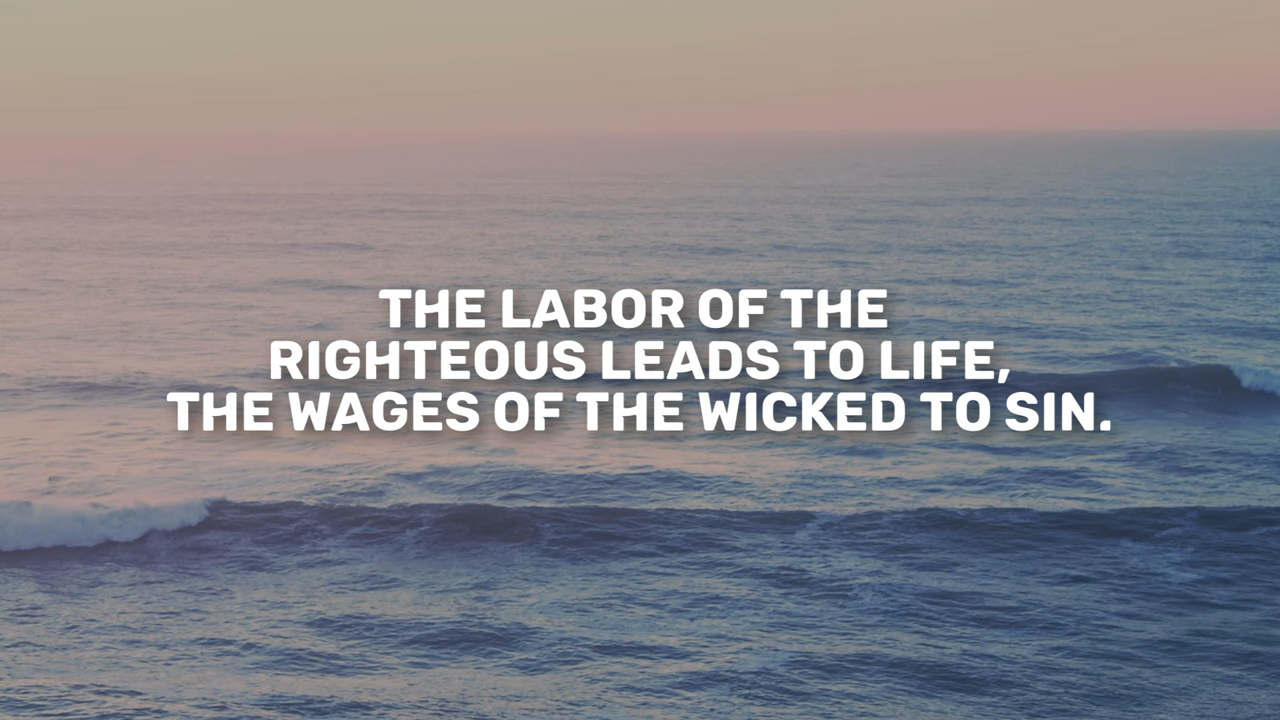 THE LABOR OF THE
RIGHTEOUS LEADS TO LIFE,
THE WAGES OF THE WICKED TO SIN.